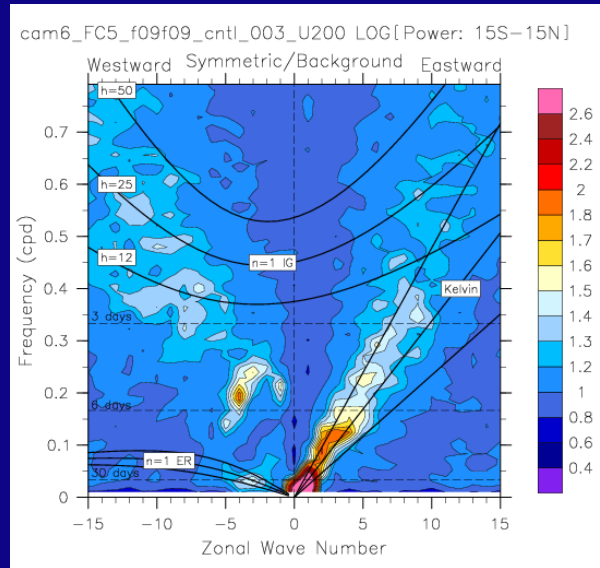 cam6_FC5_f09f09_cntl_003_U200 LOG[Power: 15S-15N]
Westward Symmetric/Background Eastward
h=50
h=25
h=12
n=1 IG
Kelvin
3 days
6 days
30 days
n=1 ER
Frequency (cpd)
0.7
0.6
0.5
0.4
0.3
0.2
0.1
0
-15 -10 -5 0 5 10 15
Zonal Wave Number
2.6
2.4
2.2
2
1.8
1.7
1.6
1.5
1.4
1.3
1.2
1.1
1
0.8
0.6
0.4